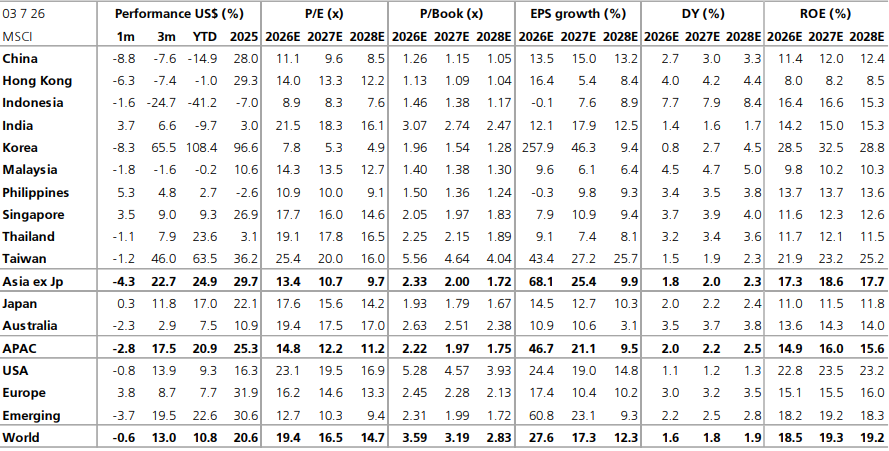 03 7 26 Performance US$ (%) P/E (x) P/Book (x) EPS growth (%) DY (%) ROE (%)
MSCI 1m 3m YTD 2025 2026E 2027E 2028E 2026E 2027E 2028E 2026E 2027E 2028E 2026E 2027E 2028E 2026E 2027E 2028E
China -8.8 -7.6 -14.9 28.0 11.1 9.6 8.5 1.26 1.15 1.05 13.5 15.0 13.2 2.7 3.0 3.3 11.4 12.0 12.4
Hong Kong -6.3 -7.4 -1.0 29.3 14.0 13.3 12.2 1.13 1.09 1.04 16.4 5.4 8.4 4.0 4.2 4.4 8.0 8.2 8.5
Indonesia -1.6 -24.7 -41.2 -7.0 8.9 8.3 7.6 1.46 1.38 1.17 -0.1 7.6 8.9 7.7 7.9 8.4 16.4 16.6 15.3
India 3.7 6.6 -9.7 3.0 21.5 18.3 16.1 3.07 2.74 2.47 12.1 17.9 12.5 1.4 1.6 1.7 14.2 15.0 15.3
Korea -8.3 65.5 108.4 96.6 7.8 5.3 4.9 1.96 1.54 1.28 257.9 46.3 9.4 0.8 2.7 4.5 28.5 32.5 28.8
Malaysia -1.8 -1.6 -0.2 10.6 14.3 13.5 12.7 1.40 1.38 1.30 9.6 6.1 6.4 4.5 4.7 5.0 9.8 10.2 10.3
Philippines 5.3 4.8 2.7 -2.6 10.9 10.0 9.1 1.50 1.36 1.24 -0.3 9.8 9.3 3.4 3.5 3.8 13.7 13.7 13.6
Singapore 3.5 9.0 9.3 26.9 17.7 16.0 14.6 2.05 1.97 1.83 7.9 10.9 9.4 3.7 3.9 4.0 11.6 12.3 12.6
Thailand -1.1 7.9 23.6 3.1 19.1 17.8 16.5 2.25 2.15 1.89 9.1 7.4 8.1 3.2 3.4 3.6 11.7 12.1 11.5
Taiwan -1.2 46.0 63.5 36.2 25.4 20.0 16.0 5.56 4.64 4.04 43.4 27.2 25.7 1.5 1.9 2.3 21.9 23.2 25.2
Asia ex Jp -4.3 22.7 24.9 29.7 13.4 10.7 9.7 2.33 2.00 1.72 68.1 25.4 9.9 1.8 2.0 2.3 17.3 18.6 17.7
Japan 0.3 11.8 17.0 22.1 17.6 15.6 14.2 1.93 1.79 1.67 14.5 12.7 10.3 2.0 2.2 2.4 11.0 11.5 11.8
Australia -2.3 2.9 7.5 10.9 19.4 17.5 17.0 2.63 2.51 2.38 10.9 10.6 3.1 3.5 3.7 3.8 13.6 14.3 14.0
APAC -2.8 17.5 20.9 25.3 14.8 12.2 11.2 2.22 1.97 1.75 46.7 21.1 9.5 2.0 2.2 2.5 14.9 16.0 15.6
USA -0.8 13.9 9.3 16.3 23.1 19.5 16.9 5.28 4.57 3.93 24.4 19.0 14.8 1.1 1.2 1.3 22.8 23.5 23.2
Europe 3.8 8.7 7.7 31.9 16.2 14.6 13.3 2.45 2.28 2.13 17.4 10.4 10.2 3.0 3.2 3.5 15.1 15.5 16.0
Emerging -3.7 19.5 22.6 30.6 12.7 10.3 9.4 2.31 1.99 1.72 60.8 23.1 9.3 2.2 2.5 2.8 18.2 19.2 18.3
World -0.6 13.0 10.8 20.6 19.4 16.5 14.7 3.59 3.19 2.83 27.6 17.3 12.3 1.6 1.8 1.9 18.5 19.3 19.2